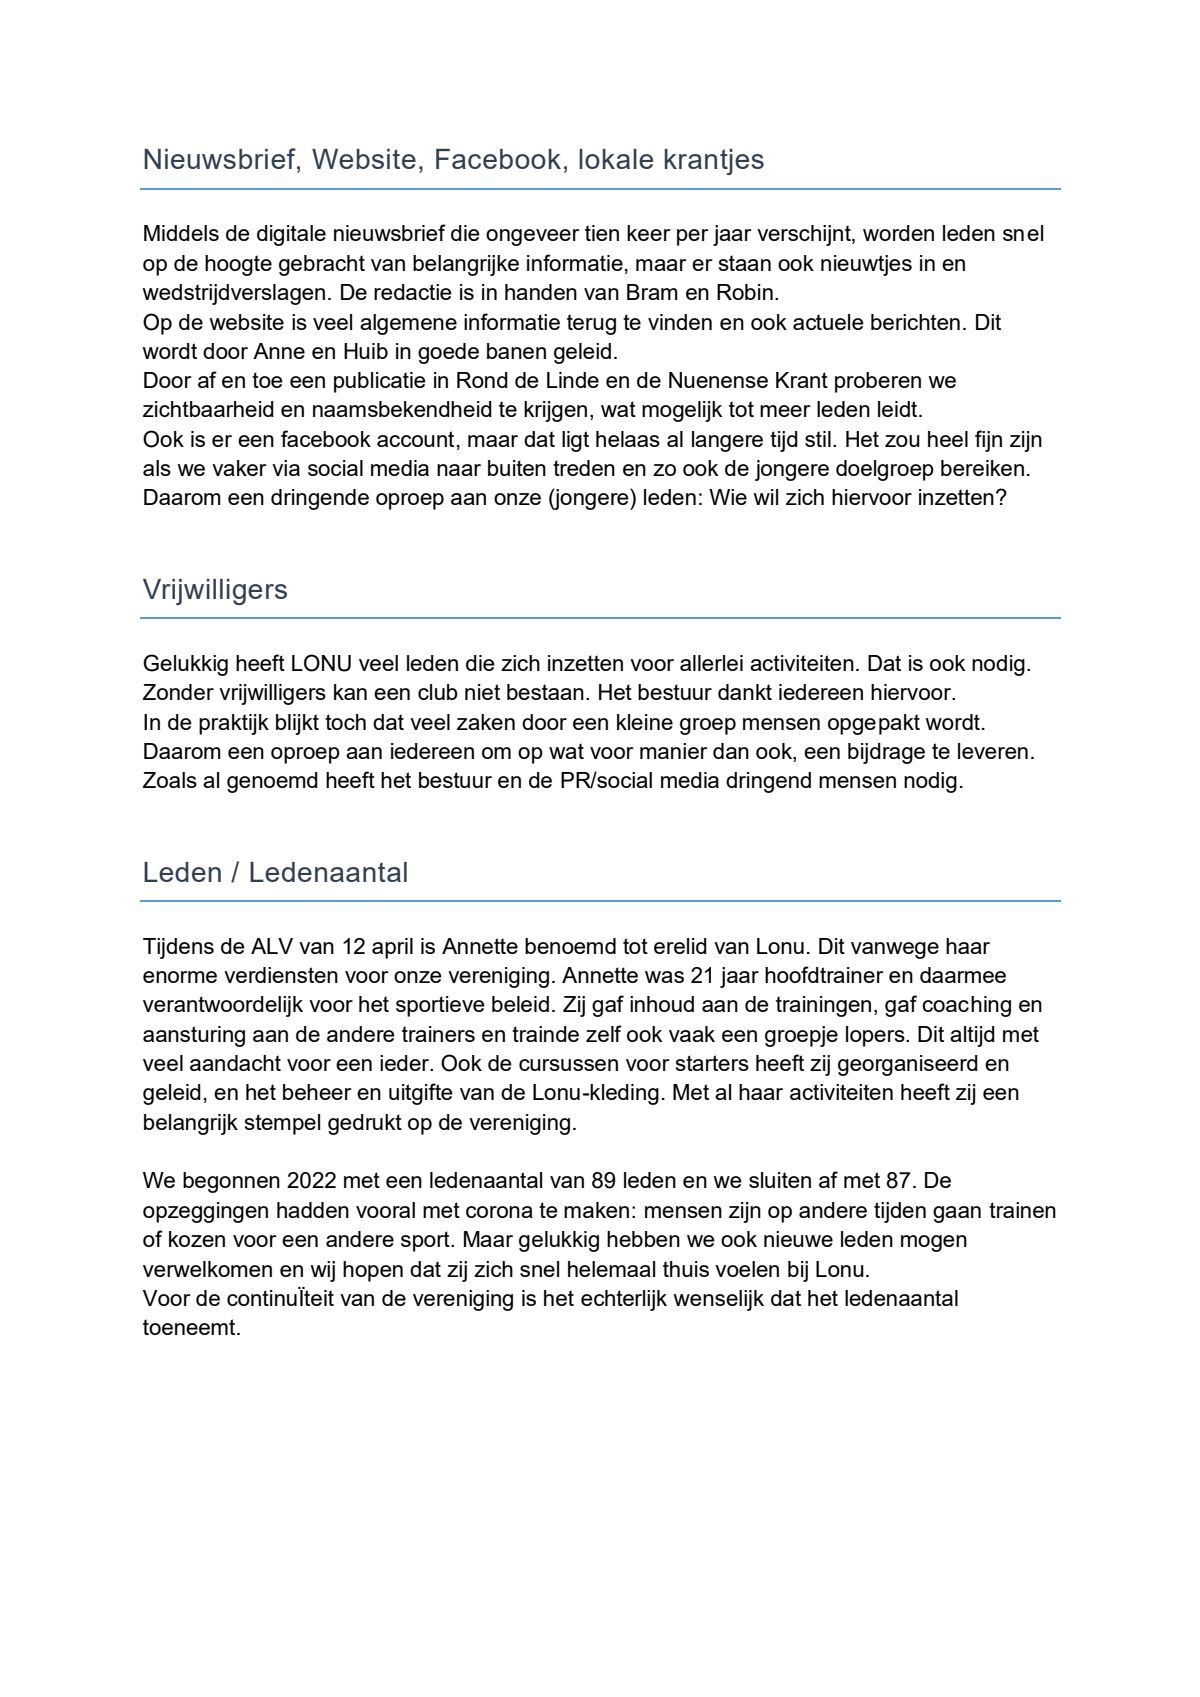 Nieuwsbrief, Website, Facebook, lokale krantjes
Middels de digitale nieuwsbrief die ongeveer tien keer per jaar verschijnt, worden leden snel
op de hoogte gebracht van belangrijke informatie, maar er staan ook nieuwtjes in en
wedstrijdverslagen. De redactie is in handen van Bram en Robin.
Op de website is veel algemene informatie terug te vinden en ook actuele berichten. Dit
wordt door Anne en Huib in goede banen geleid.
Door af en toe een publicatie in Rond de Linde en de Nuenense Krant proberen we
zichtbaarheid en naamsbekendheid te krijgen, wat mogelijk tot meer leden leidt.
Ook is er een facebook account, maar dat ligt helaas al langere tijd stil. Het zou heel fijn zijn
als we vaker via social media naar buiten treden en zo ook de jongere doelgroep bereiken.
Daarom een dringende oproep aan onze (jongere) leden: Wie wil zich hiervoor inzetten?
Vrijwilligers
Gelukkig heeft LONU veel leden die zich inzetten voor allerlei activiteiten. Dat is ook nodig.
Zonder vrijwilligers kan een club niet bestaan. Het bestuur dankt iedereen hiervoor.
In de praktijk blijkt toch dat veel zaken door een kleine groep mensen opgepakt wordt.
Daarom een oproep aan iedereen om op wat voor manier dan ook, een bijdrage te leveren.
Zoals al genoemd heeft het bestuur en de PR/social media dringend mensen nodig.
Leden / Ledenaantal
Tijdens de ALV van 12 april is Annette benoemd tot erelid van Lonu. Dit vanwege haar
enorme verdiensten voor onze vereniging. Annette was 21 jaar hoofdtrainer en daarmee
verantwoordelijk voor het sportieve beleid. Zij gaf inhoud aan de trainingen, gaf coaching en
aansturing aan de andere trainers en trainde zelf ook vaak een groepje lopers. Dit altijd met
veel aandacht voor een ieder. Ook de cursussen voor starters heeft zij georganiseerd en
geleid, en het beheer en uitgifte van de Lonu-kleding. Met al haar activiteiten heeft zij een
belangrijk stempel gedrukt op de vereniging.
We begonnen 2022 met een ledenaantal van 89 leden en we sluiten af met 87. De
opzeggingen hadden vooral met corona te maken: mensen zijn op andere tijden gaan trainen
of kozen voor een andere sport. Maar gelukkig hebben we ook nieuwe leden mogen
verwelkomen en wij hopen dat zij zich snel helemaal thuis voelen bij Lonu.
Voor de continuÏteit van de vereniging is het echterlijk wenselijk dat het ledenaantal
toeneemt.